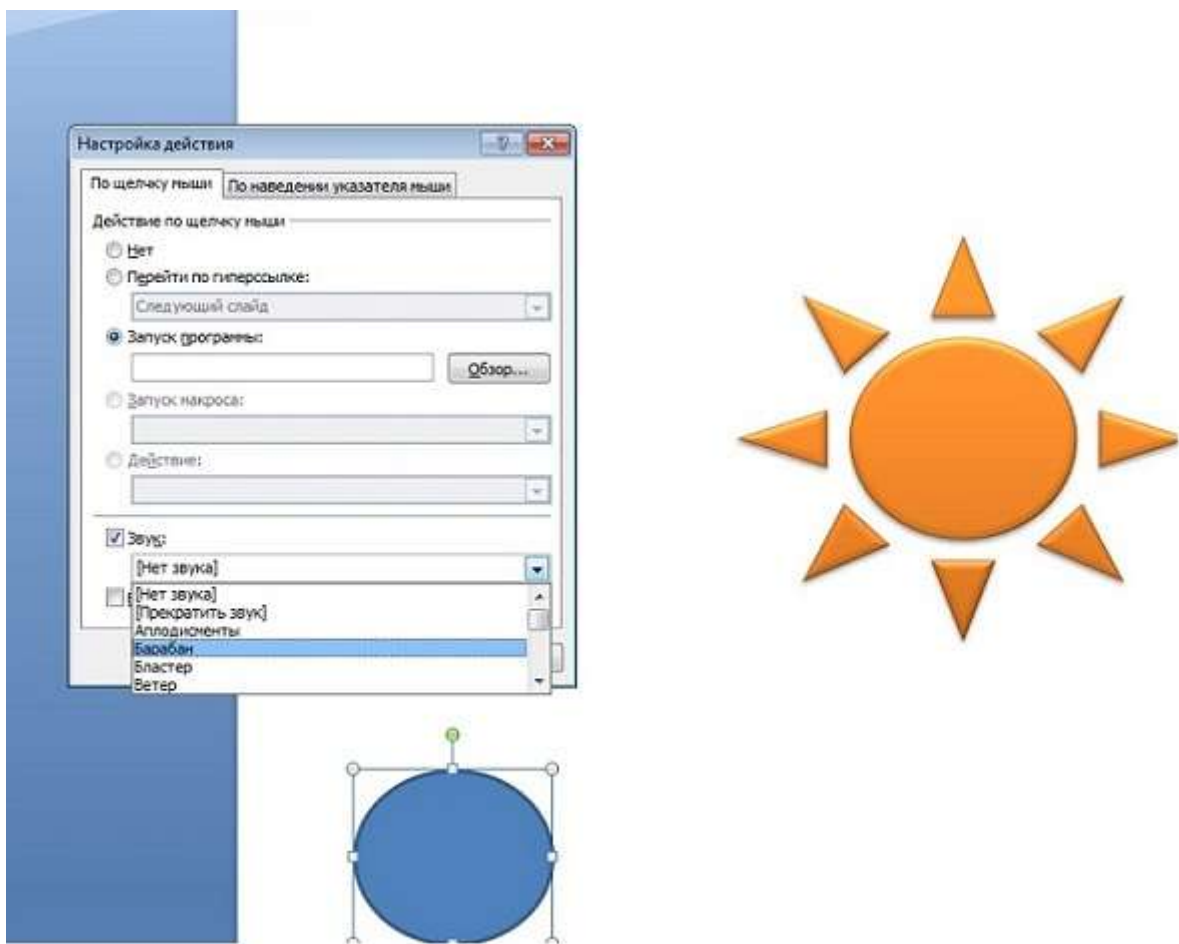 Настройка действия
По щелчку мыши
По наведении указателя мыши
Действие по щелчку мыши
Нет
Перейти по гиперссылке:
Следующий слайд
Запуск программы:
Обзор...
Запуск макроса:
Действие:
Звук:
[Нет звука]
[Нет звука]
[Прекратить звук]
Аплодисменты
Барабан
Бластер
Ветер